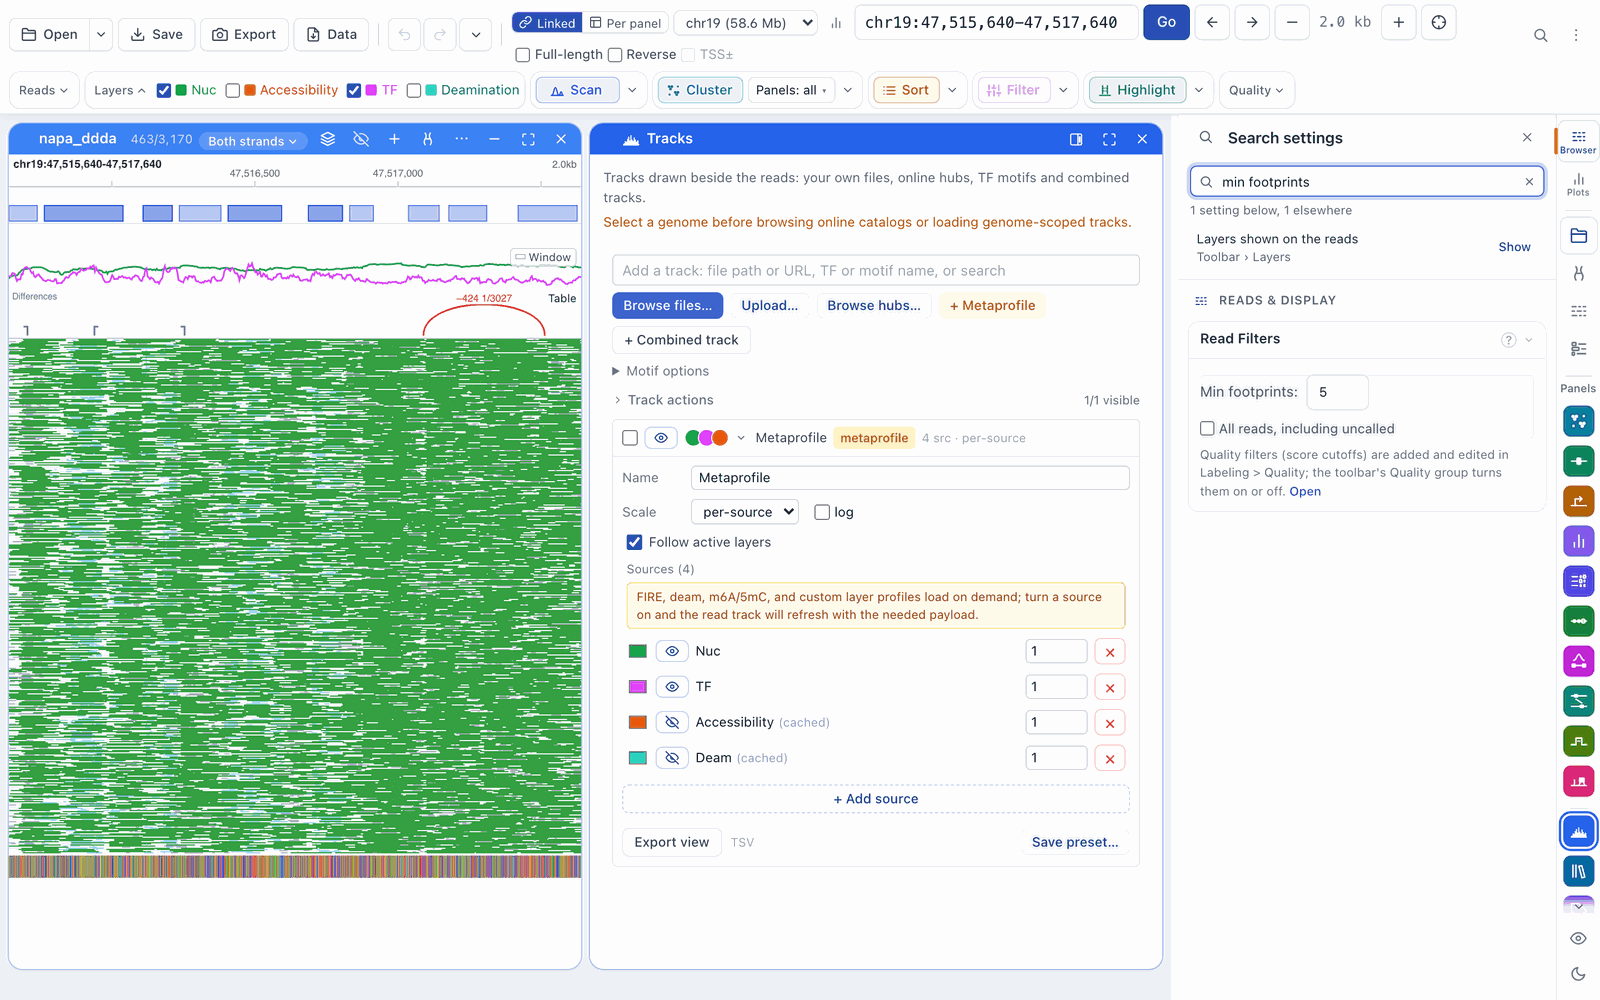 Open
Save
Export
Data
Linked
Per panel
chr19 (58.6 Mb)
chr19:47,515,640–47,517,640
Go
2.0 kb
Full-length
Reverse
TSS±
Reads
Layers
Nuc
Accessibility
TF
Deamination
Scan
Cluster
Panels: all
Sort
Filter
Highlight
Quality
napa_ddda
463/3,170
Both strands
chr19:47,515,640-47,517,640
2.0kb
47,516,500
47,517,000
Window
Differences
−424 1/3027
Table
Tracks
Tracks drawn beside the reads: your own files, online hubs, TF motifs and combined
tracks.
Select a genome before browsing online catalogs or loading genome-scoped tracks.
Add a track: file path or URL, TF or motif name, or search
Browse files...
Upload...
Browse hubs...
+ Metaprofile
+ Combined track
Motif options
Track actions
1/1 visible
Metaprofile
metaprofile
4 src · per-source
Name
Metaprofile
Scale
per-source
log
Follow active layers
Sources (4)
FIRE, deam, m6A/5mC, and custom layer profiles load on demand; turn a source
on and the read track will refresh with the needed payload.
Nuc
1
TF
1
Accessibility (cached)
1
Deam (cached)
1
+ Add source
Export view
TSV
Save preset...
Search settings
min footprints
1 setting below, 1 elsewhere
Layers shown on the reads
Toolbar › Layers
Show
READS & DISPLAY
Read Filters
?
Min footprints:
5
All reads, including uncalled
Quality filters (score cutoffs) are added and edited in
Labeling > Quality; the toolbar's Quality group turns
them on or off. Open
Browser
Plots
Panels